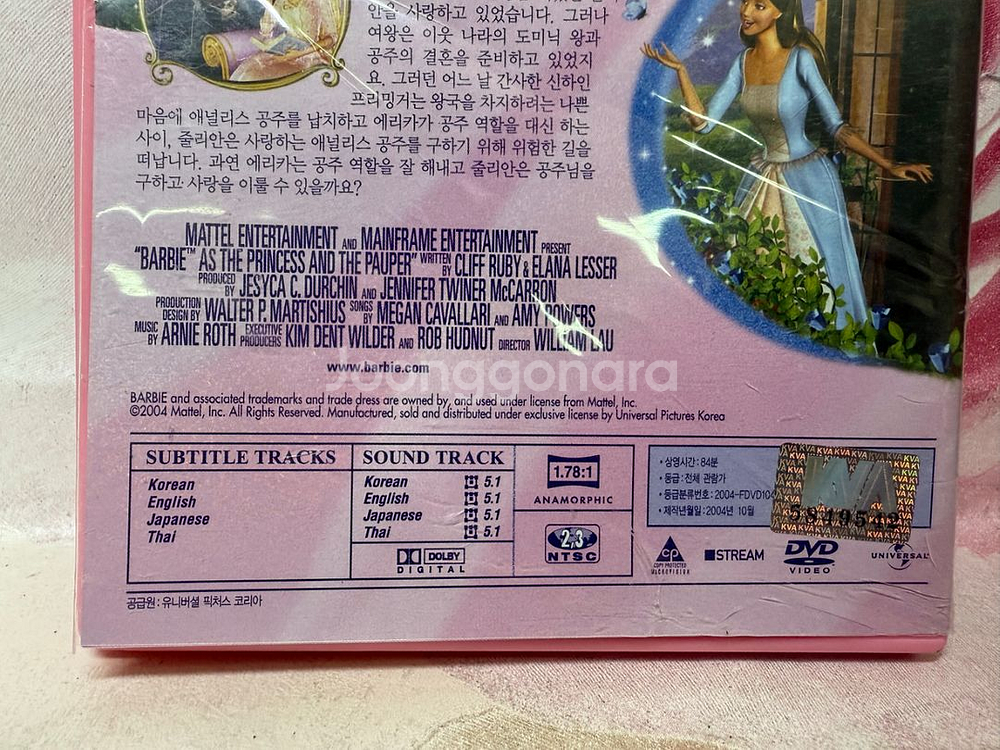 안을 사랑하고 있었습니다. 그러나
여왕은 이웃 나라의 도미닉 왕과
공주의 결혼을 준비하고 있었지
요. 그러던 어느 날 간사한 신하인
프리밍거는 왕국을 차지하려는 나쁜
마음에 애널리스 공주를 납치하고 에리카가 공주 역할을 대신 하는
사이, 줄리안은 사랑하는 애널리스 공주를 구하기 위해 위험한 길을
떠납니다. 과연 에리카는 공주 역할을 잘 해내고 줄리안은 공주님을
구하고 사랑을 이룰 수 있을까요?
MATTEL ENTERTAINMENT AND MAINFRAME ENTERTAINMENT PRESENT
"BARBIE™ AS THE PRINCESS AND THE PAUPER" WRITTEN BY CLIFF RUBY & ELANA LESSER
PRODUCED BY JESYCA C. DURCHIN AND JENNIFER TWINER McCARRON
PRODUCTION DESIGN BY WALTER P. MARTISHIUS SONGS BY MEGAN CAVALLARI AND AMY POWERS
MUSIC BY ARNIE ROTH EXECUTIVE PRODUCERS KIM DENT WILDER AND ROB HUDNUT DIRECTOR WILLIAM LAU
www.barbie.com
Joonggonara
BARBIE and associated trademarks and trade dress are owned by, and used under license from Mattel, Inc.
©2004 Mattel, Inc. All Rights Reserved. Manufactured, sold and distributed under exclusive license by Universal Pictures Korea
SUBTITLE TRACKS
Korean
English
Japanese
Thai
SOUND TRACK
Korean 5.1
English 5.1
Japanese 5.1
Thai 5.1
DOLBY
DIGITAL
1.78:1
ANAMORPHIC
2,3
NTSC
• 상영시간 : 84분
• 등급 : 전체 관람가
• 등급분류번호 : 2004-FDVD104
• 제작년월일 : 2004년 10월
KVA
CP
COPY PROTECTED
MACROVISION
STREAM
DVD
VIDEO
UNIVERSAL
공급원 : 유니버셜 픽처스 코리아